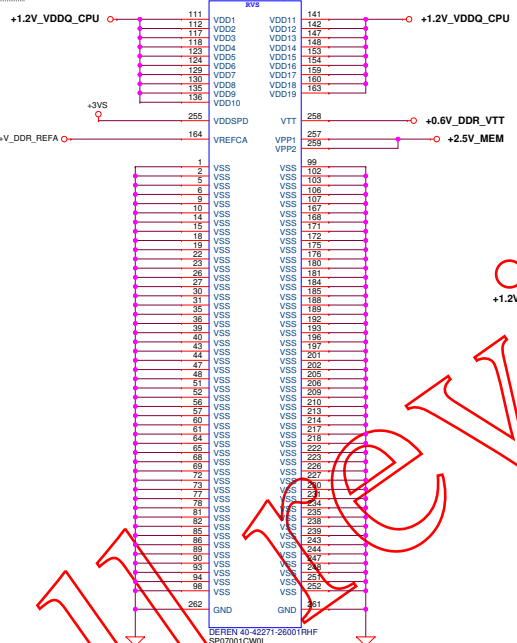 RVS
+1.2V_VDDQ_CPU 111 VDD1 VDD11 141 +1.2V_VDDQ_CPU
112 VDD2 VDD12 142
117 VDD3 VDD13 147
118 VDD4 VDD14 148
123 VDD5 VDD15 153
124 VDD6 VDD16 154
129 VDD7 VDD17 159
130 VDD8 VDD18 160
135 VDD9 VDD19 163
136 VDD10
+3VS
255 VDDSPD VTT 258 +0.6V_DDR_VTT
+V_DDR_REFA 164 VREFCA VPP1 257 +2.5V_MEM
VPP2 259
1 VSS VSS 99
2 VSS VSS 102
5 VSS VSS 103
6 VSS VSS 106
9 VSS VSS 107
10 VSS VSS 167
14 VSS VSS 168
15 VSS VSS 171
18 VSS VSS 172
19 VSS VSS 175
22 VSS VSS 176
23 VSS VSS 180
26 VSS VSS 181
27 VSS VSS 184
30 VSS VSS 185
31 VSS VSS 188
35 VSS VSS 189
36 VSS VSS 192
39 VSS VSS 193
40 VSS VSS 196
43 VSS VSS 197
44 VSS VSS 201
47 VSS VSS 202
48 VSS VSS 205
51 VSS VSS 206
52 VSS VSS 209
56 VSS VSS 210
57 VSS VSS 213
60 VSS VSS 214
61 VSS VSS 217
64 VSS VSS 218
65 VSS VSS 222
68 VSS VSS 223
69 VSS VSS 226
72 VSS VSS 227
73 VSS VSS 230
77 VSS VSS 231
78 VSS VSS 234
81 VSS VSS 235
82 VSS VSS 238
85 VSS VSS 239
86 VSS VSS 243
89 VSS VSS 244
90 VSS VSS 247
93 VSS VSS 248
94 VSS VSS 251
98 VSS VSS 252
262 GND GND 261
DEREN 40-42271-26001RHF
SP07001CW0L
+1.2V